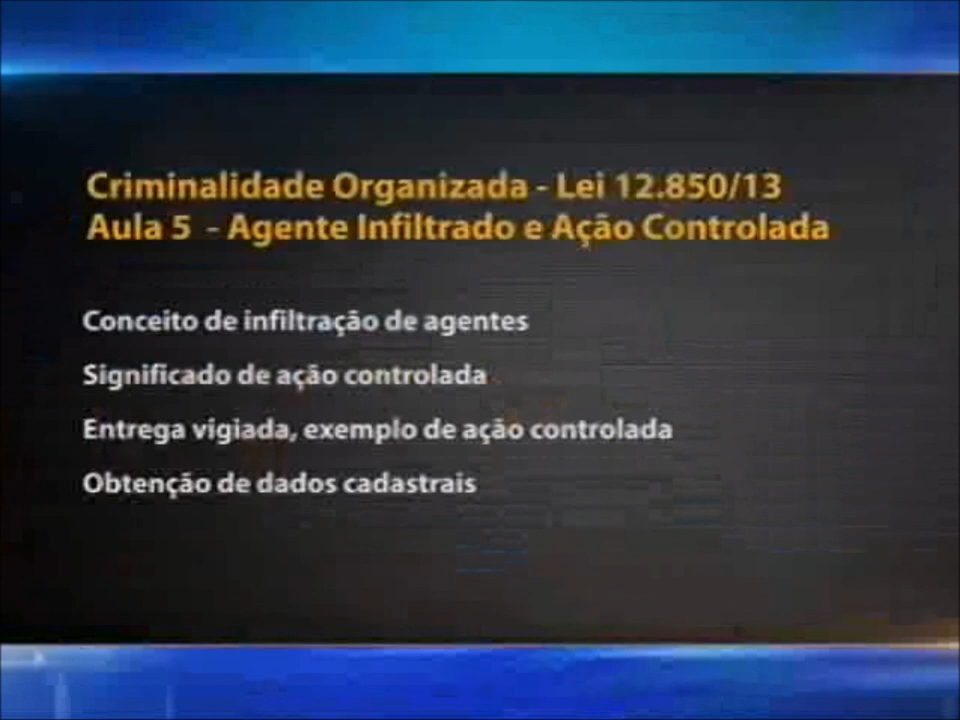 Criminalidade Organizada - Lei 12.850/13
Aula 5 - Agente Infiltrado e Ação Controlada
Conceito de infiltração de agentes
Significado de ação controlada
Entrega vigiada, exemplo de ação controlada
Obtenção de dados cadastrais